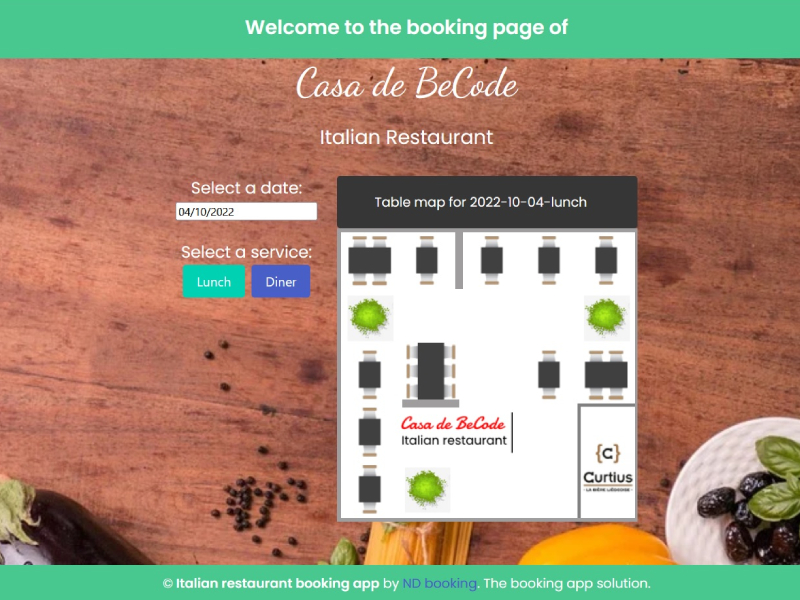 Welcome to the booking page of
Casa de BeCode
Italian Restaurant
Select a date:
04/10/2022
Select a service:
Lunch
Diner
Table map for 2022-10-04-lunch
Casa de BeCode
Italian restaurant
{C}
Curtius
- LA BIÈRE LIÉGEOISE -
© Italian restaurant booking app by ND booking. The booking app solution.